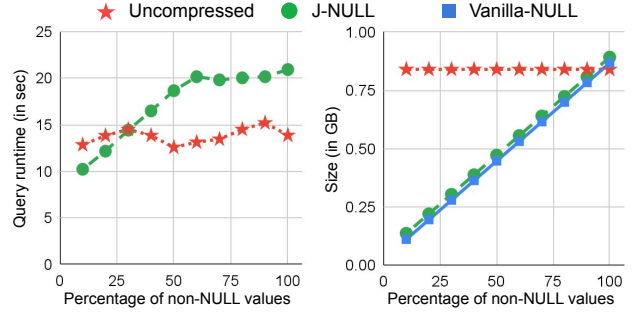 Uncompressed J-NULL Vanilla-NULL
Query runtime (in sec)
25
20
15
10
5
0
0 25 50 75 100
Percentage of non-NULL values
Size (in GB)
1.00
0.75
0.50
0.25
0.00
0 25 50 75 100
Percentage of non-NULL values